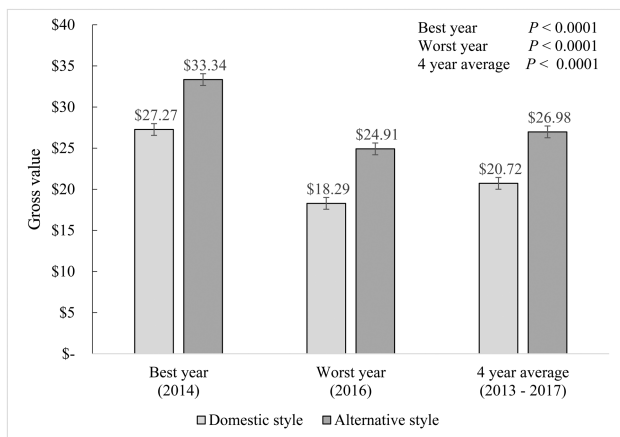 Best year P < 0.0001
Worst year P < 0.0001
4 year average P < 0.0001
Gross value
$40
$35
$30
$25
$20
$15
$10
$5
$-
$27.27
$33.34
$18.29
$24.91
$20.72
$26.98
Best year
(2014)
Worst year
(2016)
4 year average
(2013 - 2017)
Domestic style
Alternative style